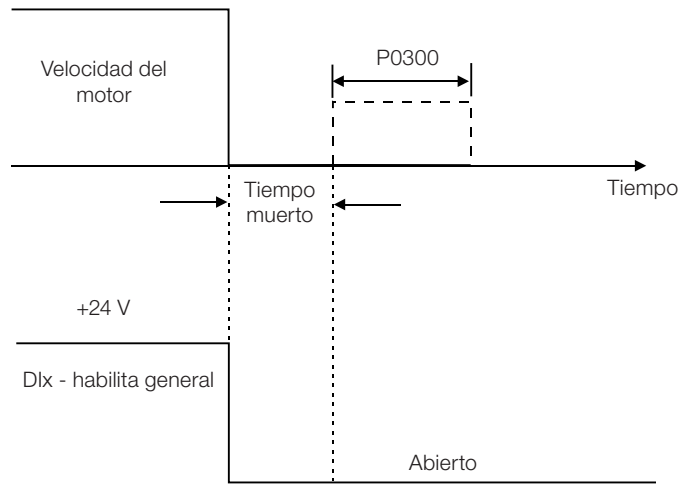 Velocidad del
motor
P0300
Tiempo
Tiempo
muerto
+24 V
DIx - habilita general
Abierto